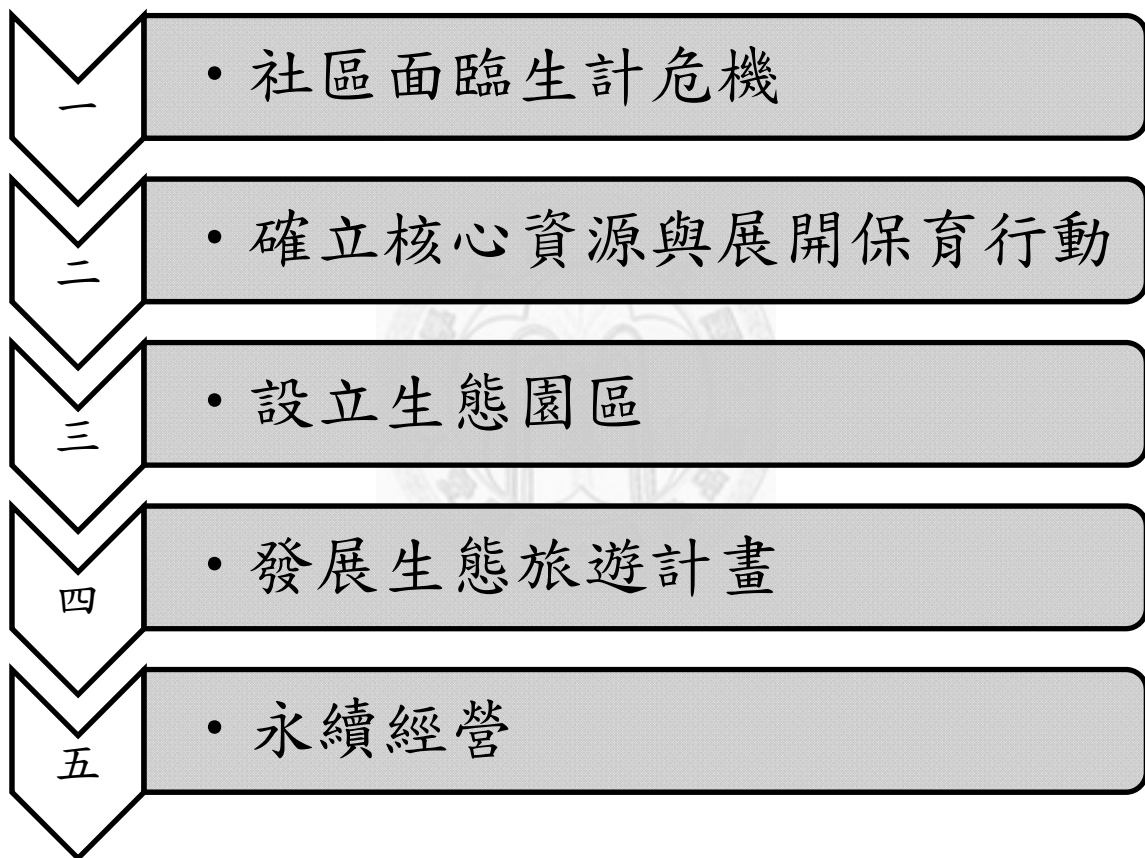 一
• 社區面臨生計危機
二
• 確立核心資源與展開保育行動
三
• 設立生態園區
四
• 發展生態旅遊計畫
五
• 永續經營